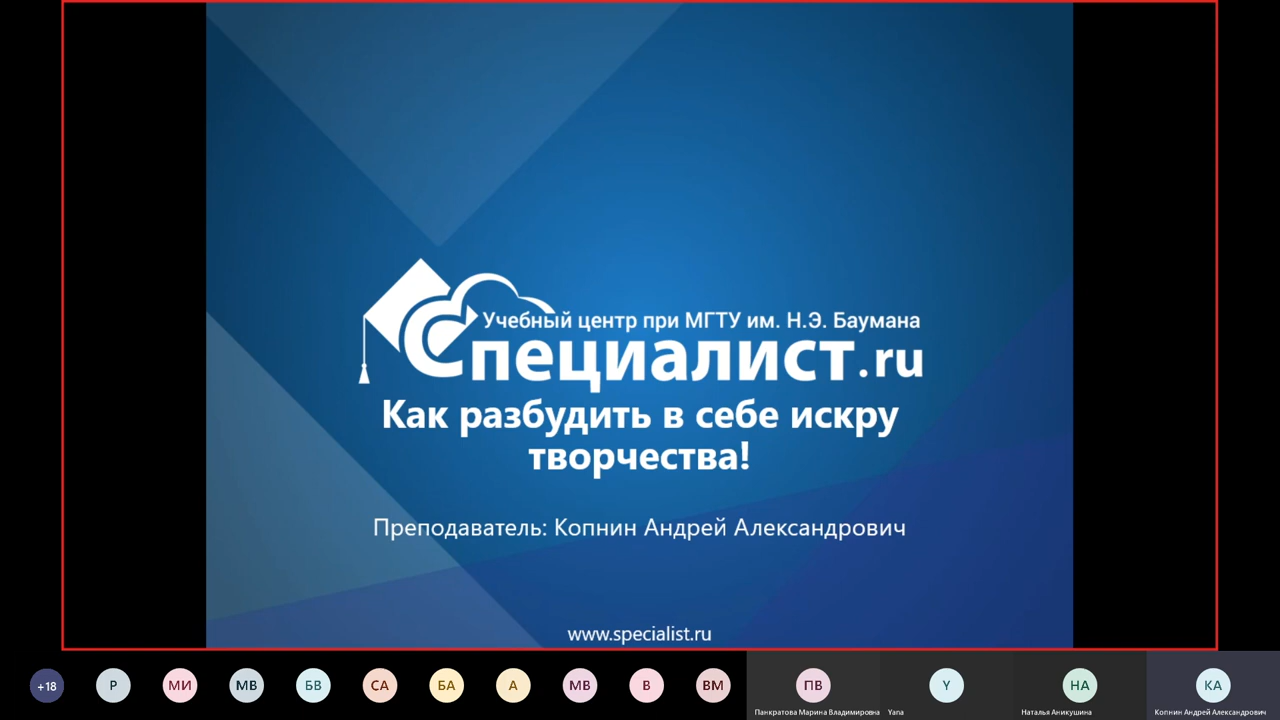 Учебный центр при МГТУ им. Н.Э. Баумана
Специалист.ru
Как разбудить в себе искру
творчества!
Преподаватель: Копнин Андрей Александрович
www.specialist.ru
+18
Р
МИ
МВ
БВ
СА
БА
А
МВ
В
ВМ
ПВ
Y
НА
КА
Панкратова Марина Владимировна
Yana
Наталья Аникушина
Копнин Андрей Александрович